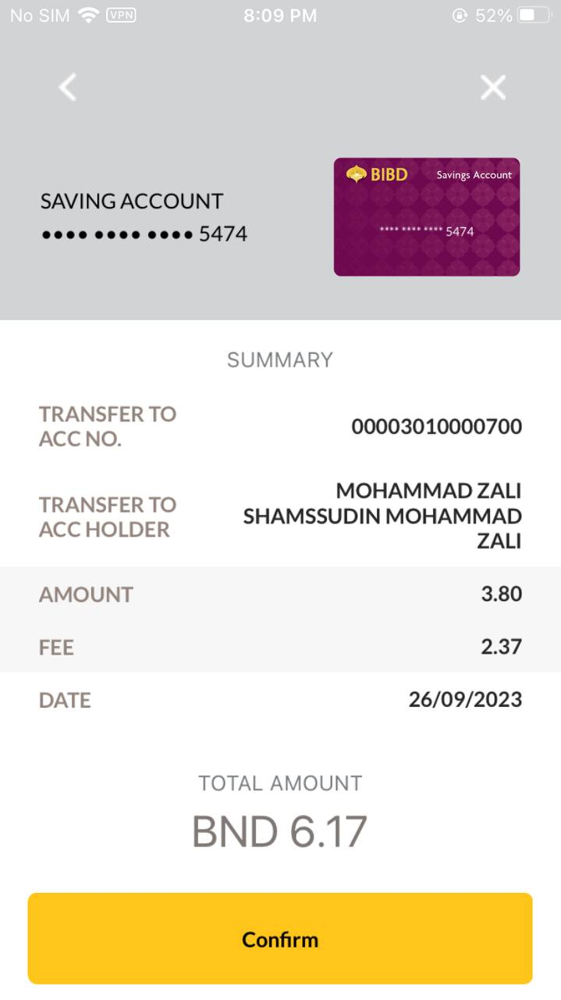 No SIM VPN 8:09 PM 52%
SAVING ACCOUNT
•••• •••• •••• 5474
BIBD Savings Account
**** **** **** 5474
SUMMARY
TRANSFER TO
ACC NO.
00003010000700
TRANSFER TO
ACC HOLDER
MOHAMMAD ZALI
SHAMSSUDIN MOHAMMAD
ZALI
AMOUNT 3.80
FEE 2.37
DATE 26/09/2023
TOTAL AMOUNT
BND 6.17
Confirm